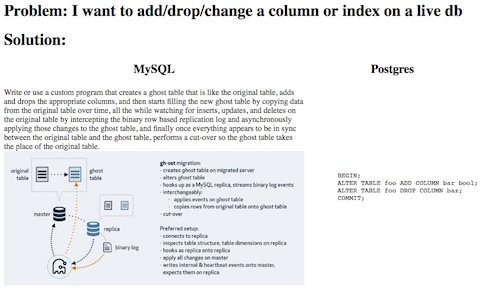 Problem: I want to add/drop/change a column or index on a live db
Solution:
MySQL
Write or use a custom program that creates a ghost table that is like the original table, adds
and drops the appropriate columns, and then starts filling the new ghost table by copying data
from the original table over time, all the while watching for inserts, updates, and deletes on
the original table by intercepting the binary row based replication log and asynchronously
applying those changes to the ghost table, and finally once everything appears to be in sync
between the original table and the ghost table, performs a cut-over so the ghost table takes
the place of the original table.
original
table
ghost
table
master
replica
binary log
gh-ost migration:
- creates ghost table on migrated server
- alters ghost table
- hooks up as a MySQL replica, streams binary log events
- interchangeably:
- applies events on ghost table
- copies rows from original table onto ghost table
- cut-over
Preferred setup:
- connects to replica
- inspects table structure, table dimensions on replica
- hooks as replica onto replica
- apply all changes on master
- writes internal & heartbeat events onto master,
expects them on replica
Postgres
BEGIN;
ALTER TABLE foo ADD COLUMN bar bool;
ALTER TABLE foo DROP COLUMN baz;
COMMIT;